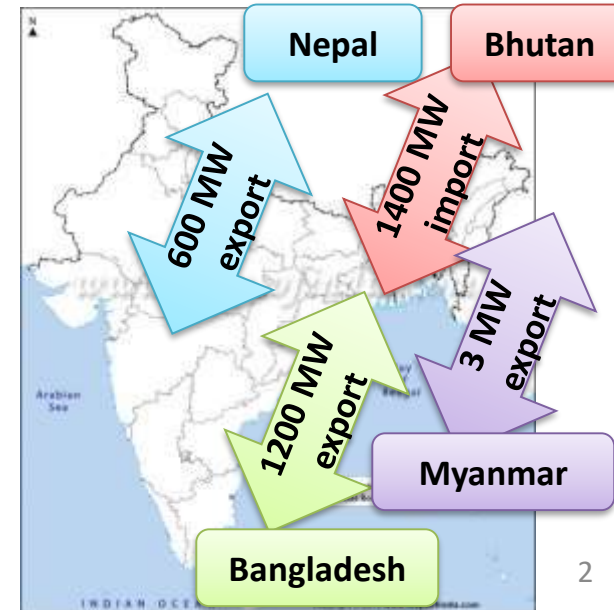 N
Nepal
Bhutan
600 MW
export
1400 MW
import
3 MW
export
1200 MW
export
Arabian
Sea
Myanmar
Bangladesh
2
INDIAN OCE